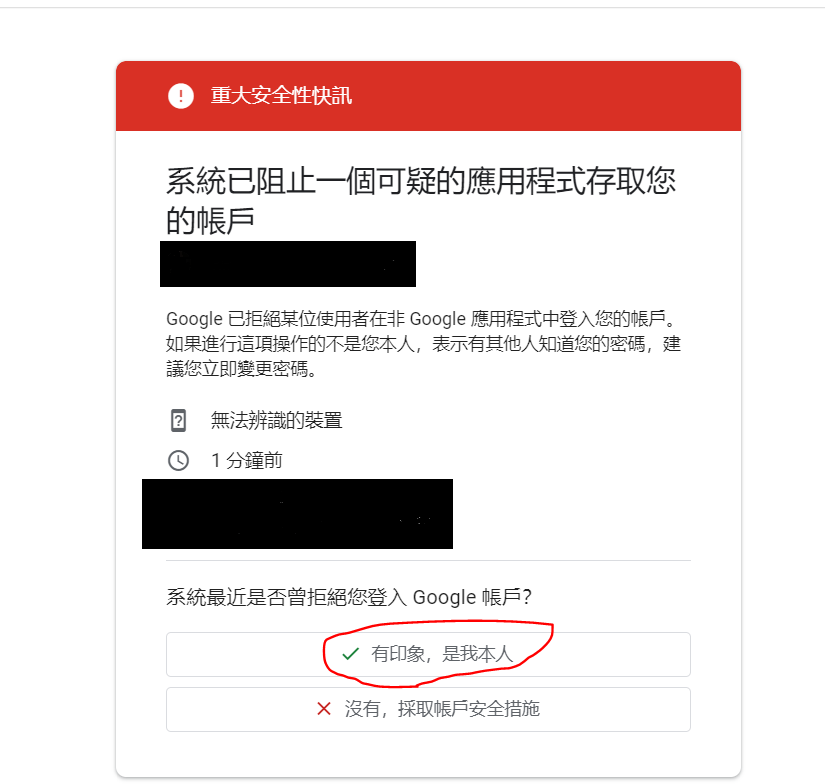 重大安全性快訊
系統已阻止一個可疑的應用程式存取您
的帳戶
Google 已拒絕某位使用者在非 Google 應用程式中登入您的帳戶。
如果進行這項操作的不是您本人，表示有其他人知道您的密碼，建
議您立即變更密碼。
無法辨識的裝置
1 分鐘前
系統最近是否曾拒絕您登入 Google 帳戶?
有印象，是我本人
沒有，採取帳戶安全措施